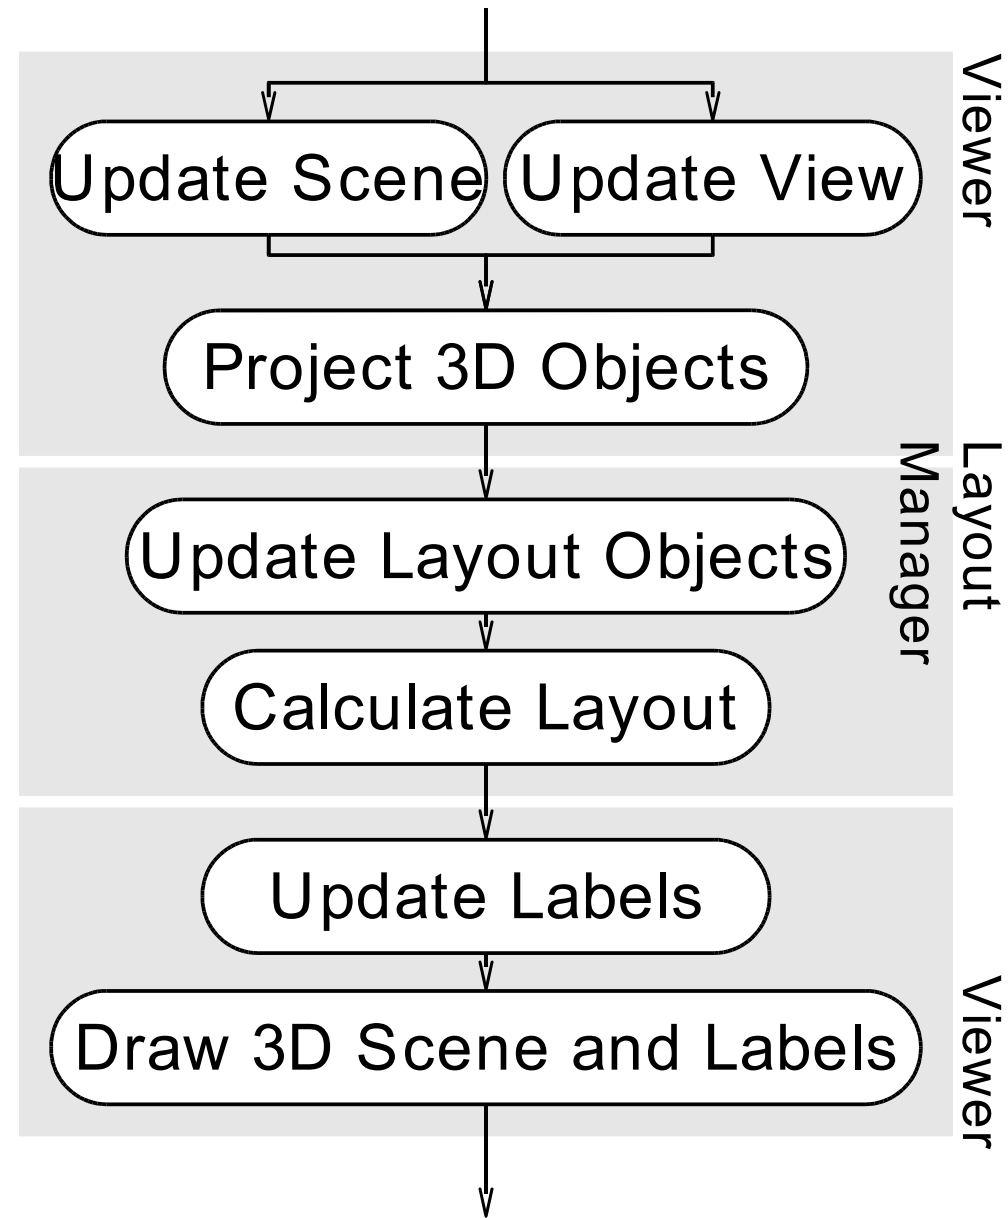 Viewer
Update Scene
Update View
Project 3D Objects
Layout
Manager
Update Layout Objects
Calculate Layout
Update Labels
Viewer
Draw 3D Scene and Labels